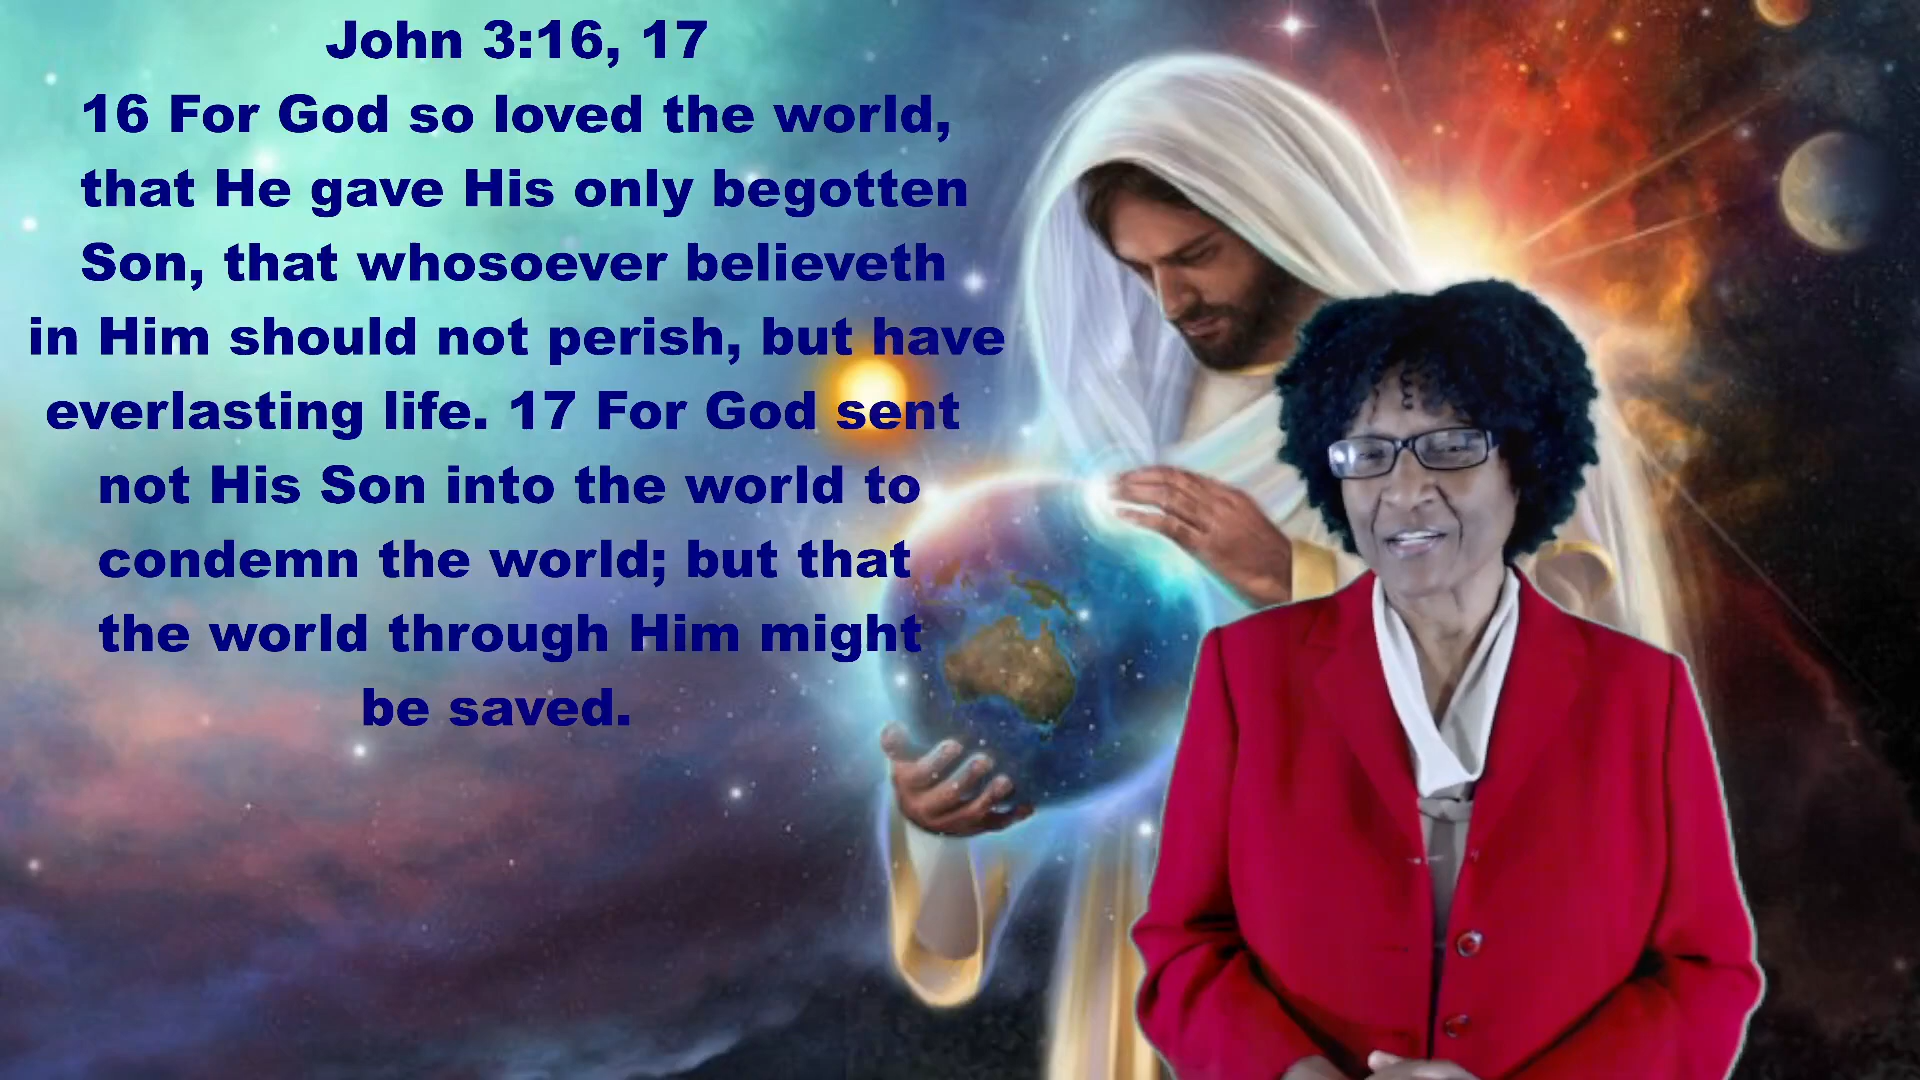 John 3:16, 17
16 For God so loved the world,
that He gave His only begotten
Son, that whosoever believeth
in Him should not perish, but have
everlasting life. 17 For God sent
not His Son into the world to
condemn the world; but that
the world through Him might
be saved.